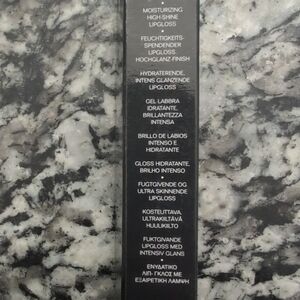 MOISTURIZING
HIGH-SHINE
LIPGLOSS
•
FEUCHTIGKEITS-
SPENDENDER
LIPGLOSS.
HOCHGLANZ-FINISH
•
HYDRATERENDE,
INTENS GLANZENDE
LIPGLOSS
•
GEL LABBRA
IDRATANTE,
BRILLANTEZZA
INTENSA
•
BRILLO DE LABIOS
INTENSO E
HIDRATANTE
•
GLOSS HIDRATANTE,
BRILHO INTENSO
•
FUGTGIVENDE OG
ULTRA SKINNENDE
LIPGLOSS
•
KOSTEUTTAVA,
ULTRAKIILTÄVÄ
HUULIKIILTO
•
FUKTGIVANDE
LIPGLOSS MED
INTENSIV GLANS
•
ΕΝΥΔΑΤΙΚΟ
ΛΙΠ- ΓΚΛΟΣ ΜΕ
ΕΞΑΙΡΕΤΙΚΗ ΛΑΜΨΗ